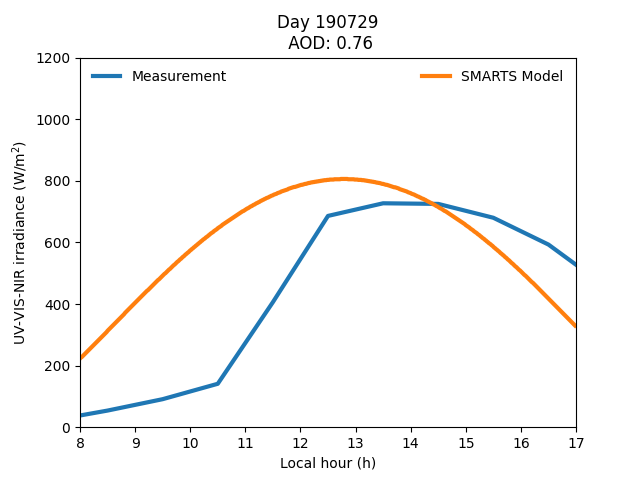 Day 190729
AOD: 0.76
Measurement
SMARTS Model
UV-VIS-NIR irradiance (W/m²)
1200
1000
800
600
400
200
0
8 9 10 11 12 13 14 15 16 17
Local hour (h)